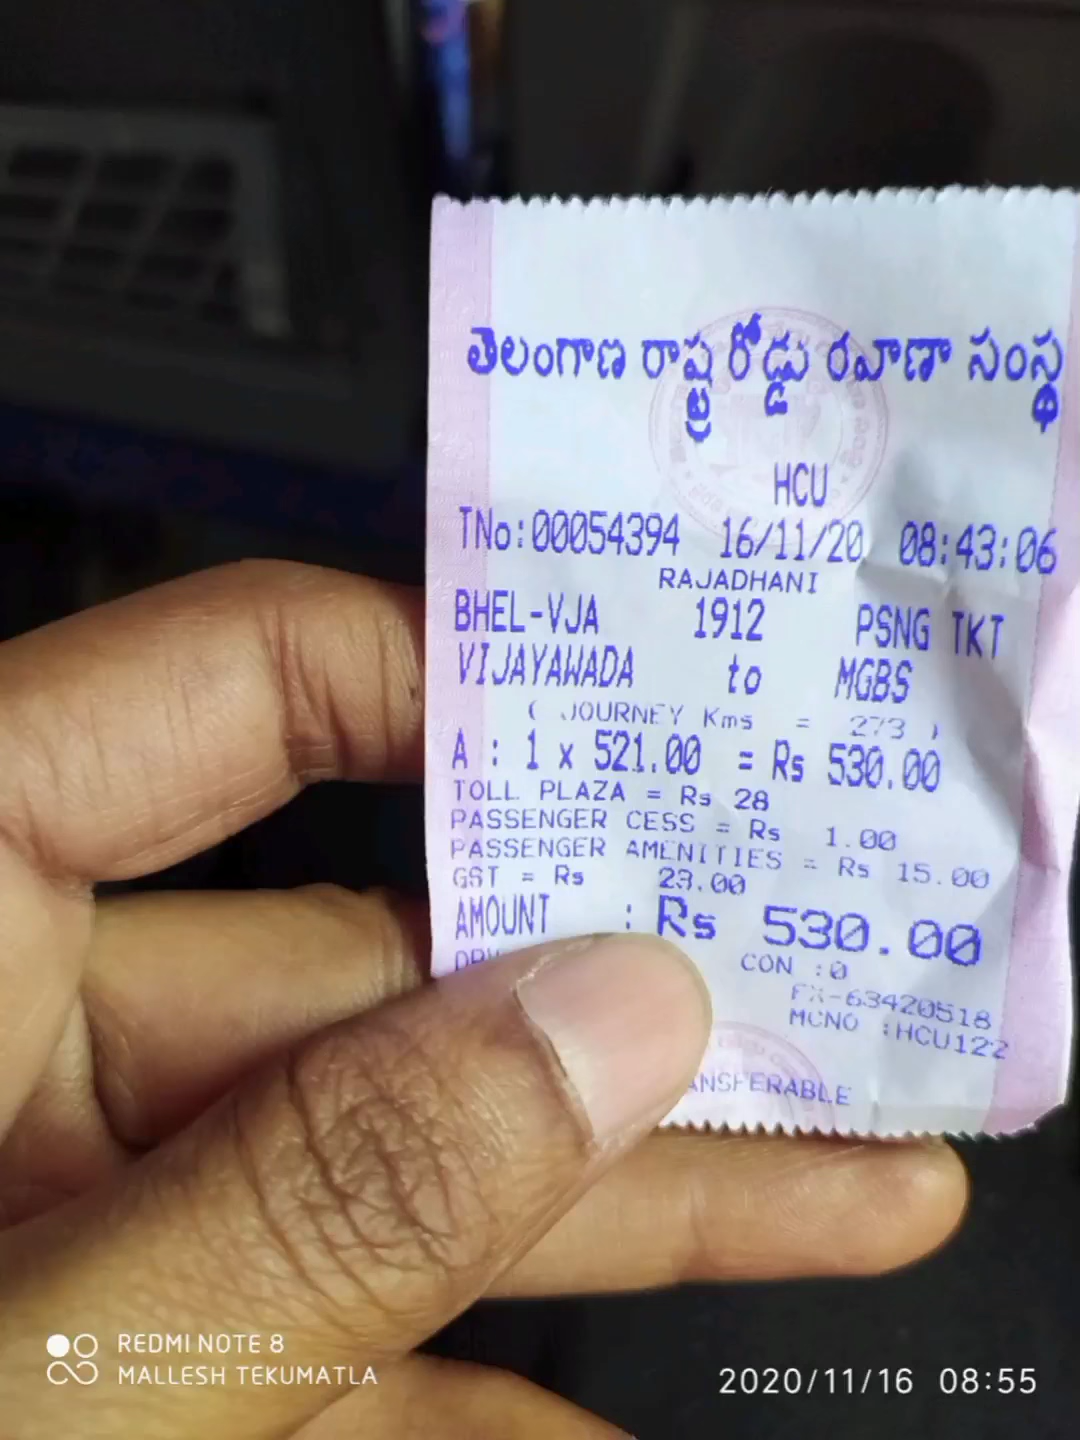 తెలంగాణ రాష్ట్ర రోడ్డు రవాణా సంస్థ
HCU
TNo:00054394 16/11/20 08:43:06
RAJADHANI
BHEL-VJA 1912 PSNG TKT
VIJAYAWADA to MGBS
( JOURNEY Kms = 273 )
A : 1 x 521.00 = Rs 530.00
TOLL PLAZA = Rs 28
PASSENGER CESS = Rs 1.00
PASSENGER AMENITIES = Rs 15.00
GST = Rs 23.00
AMOUNT : Rs 530.00
CON :0
FX-63420518
MCNO :HCU122
ANSFERABLE
REDMI NOTE 8
MALLESH TEKUMATLA
2020/11/16 08:55